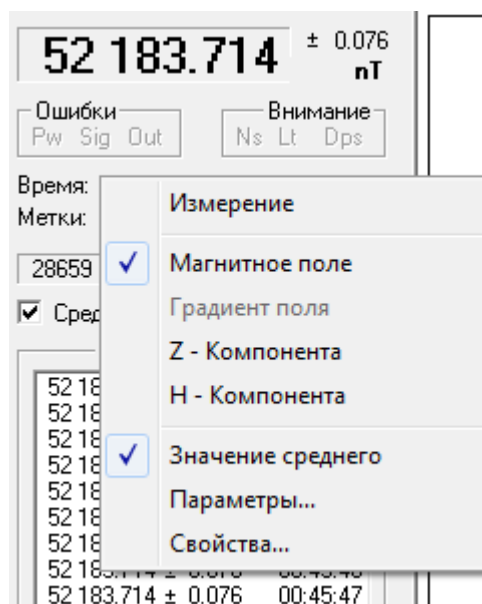 52 183.714 ± 0.076
nT
Ошибки Внимание
Pw Sig Out Ns Lt Dps
Время:
Метки:
Измерение
28659
Магнитное поле
Градиент поля
Z - Компонента
H - Компонента
Значение среднего
Параметры...
Свойства...
52 183.714 ± 0.076 00:45:47